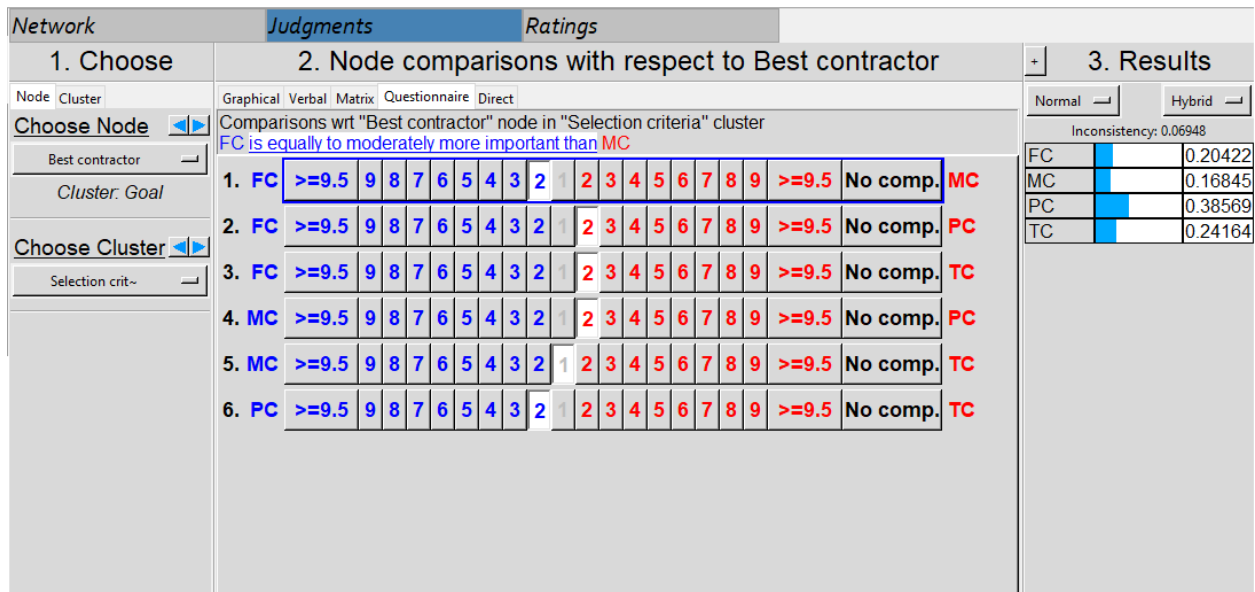 Network Judgments Ratings
1. Choose
2. Node comparisons with respect to Best contractor
+ 3. Results
Node Cluster
Graphical Verbal Matrix Questionnaire Direct
Normal Hybrid
Choose Node
Comparisons wrt "Best contractor" node in "Selection criteria" cluster
FC is equally to moderately more important than MC
Inconsistency: 0.06948
Best contractor
Cluster: Goal
Choose Cluster
Selection crit~
1. FC >=9.5 9 8 7 6 5 4 3 2 1 2 3 4 5 6 7 8 9 >=9.5 No comp. MC
2. FC >=9.5 9 8 7 6 5 4 3 2 1 2 3 4 5 6 7 8 9 >=9.5 No comp. PC
3. FC >=9.5 9 8 7 6 5 4 3 2 1 2 3 4 5 6 7 8 9 >=9.5 No comp. TC
4. MC >=9.5 9 8 7 6 5 4 3 2 1 2 3 4 5 6 7 8 9 >=9.5 No comp. PC
5. MC >=9.5 9 8 7 6 5 4 3 2 1 2 3 4 5 6 7 8 9 >=9.5 No comp. TC
6. PC >=9.5 9 8 7 6 5 4 3 2 1 2 3 4 5 6 7 8 9 >=9.5 No comp. TC
FC 0.20422
MC 0.16845
PC 0.38569
TC 0.24164